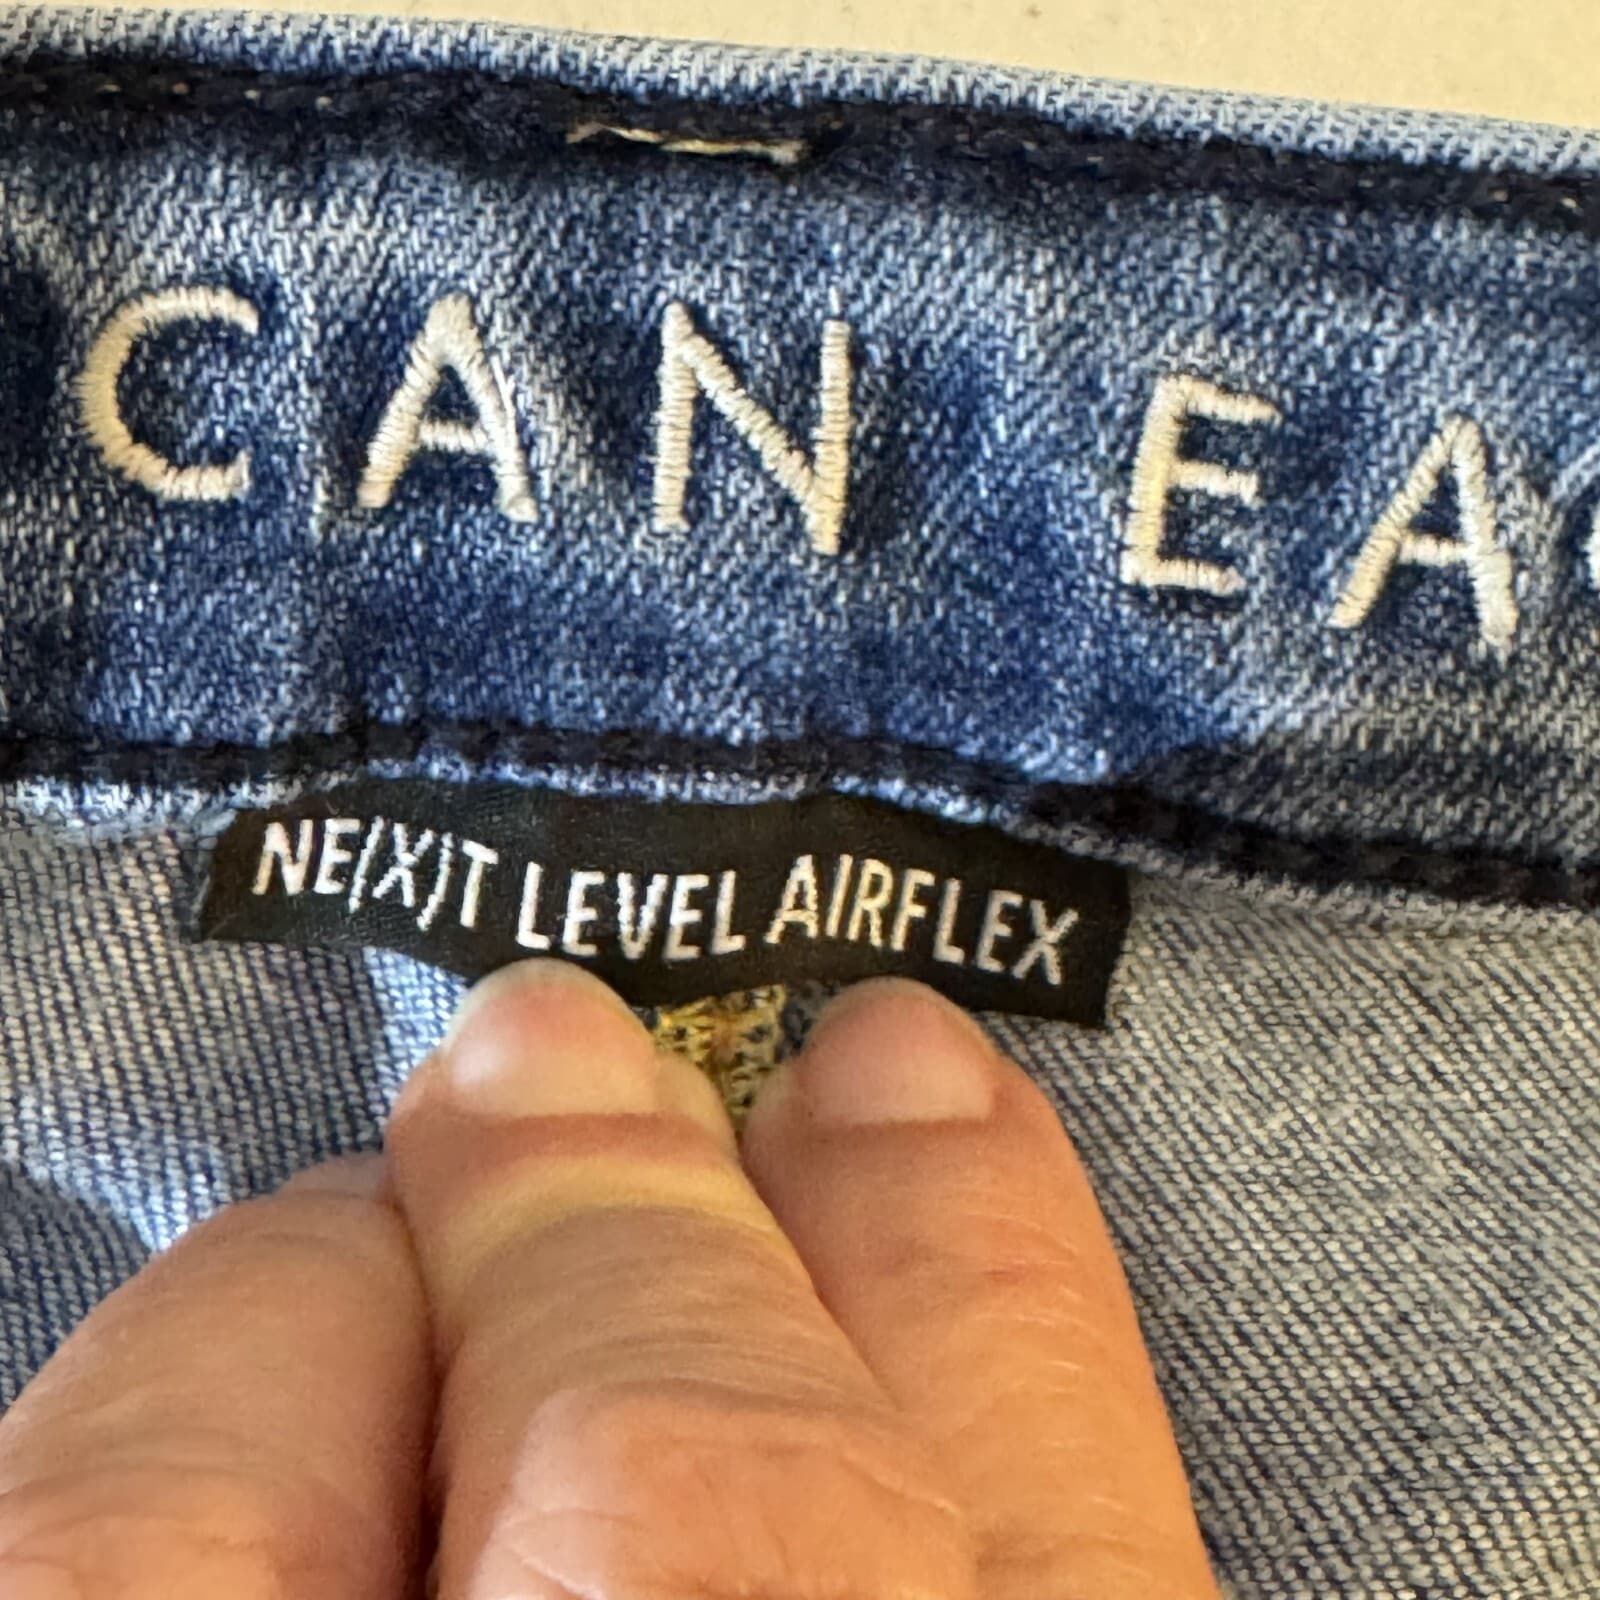 CAN EA
NE(X)T LEVEL AIRFLEX